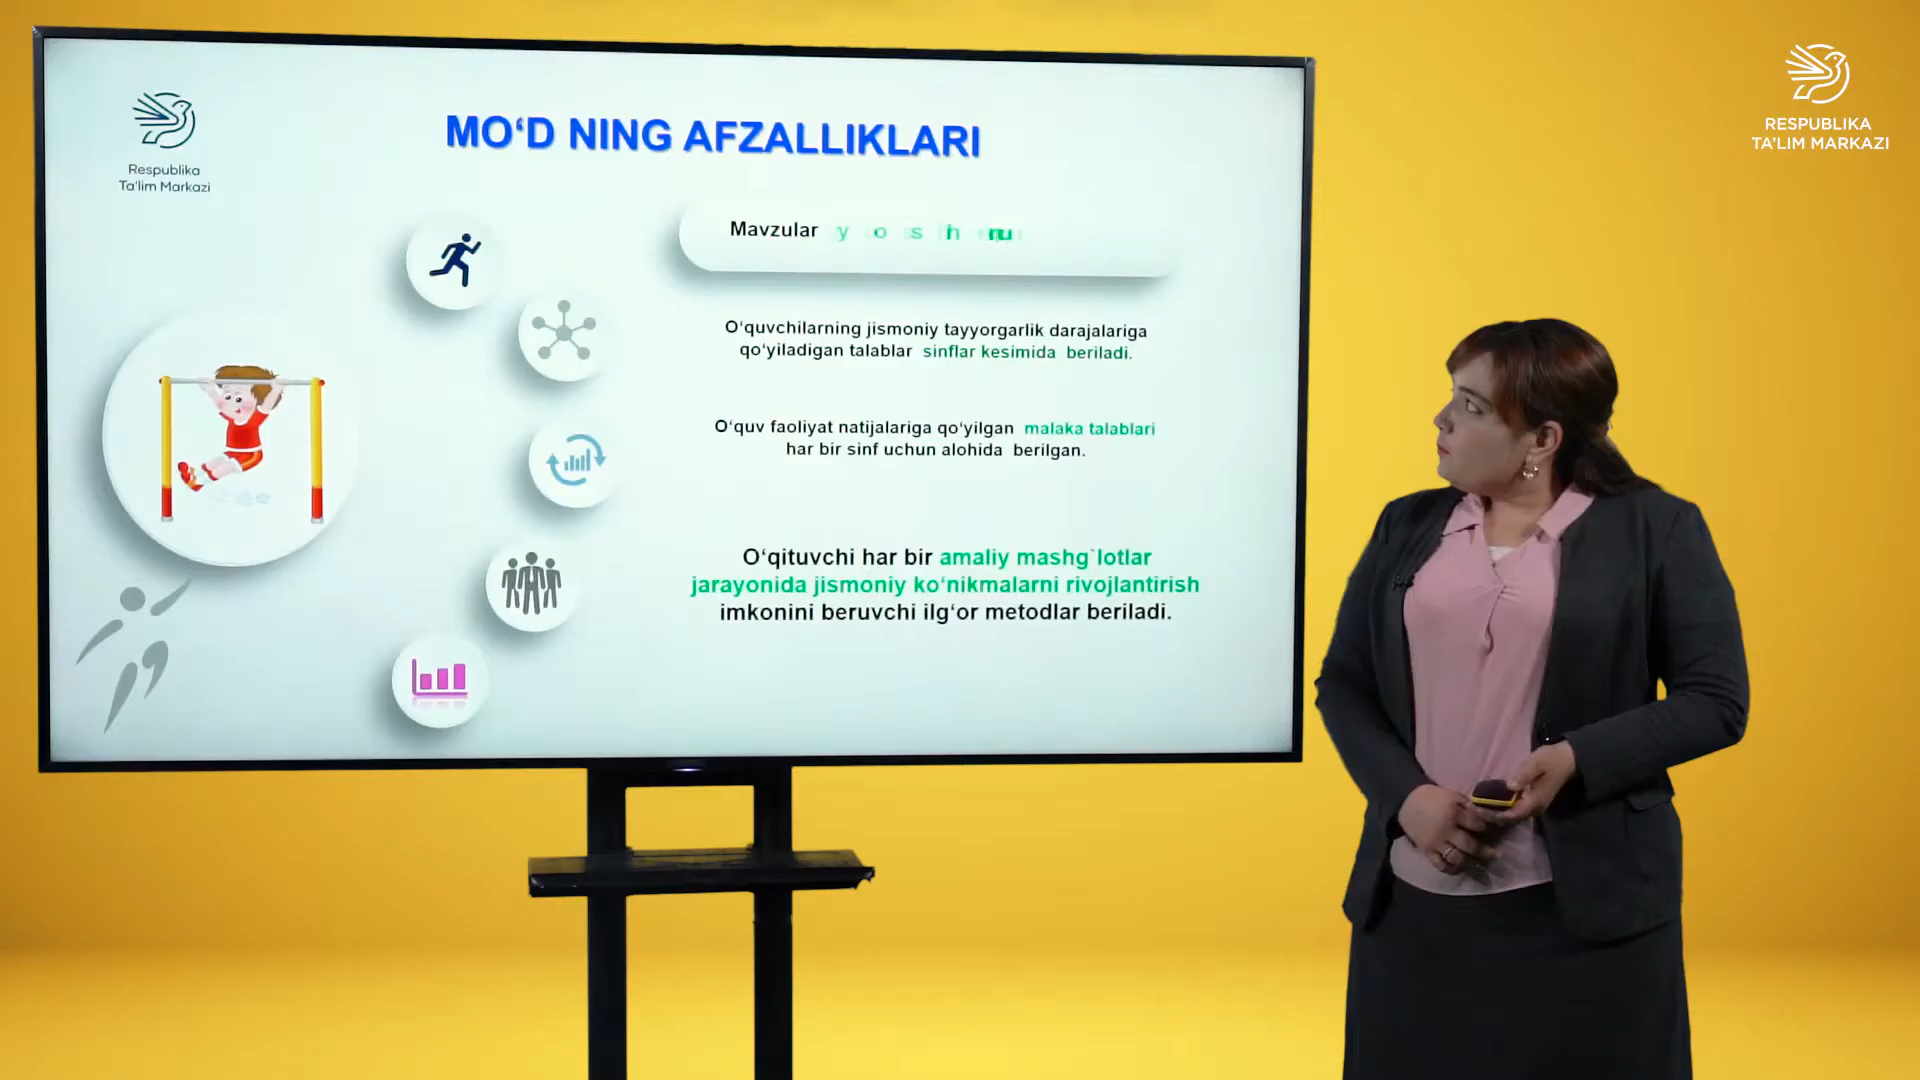 Respublika
Ta'lim Markazi
MO‘D NING AFZALLIKLARI
Mavzular
O‘quvchilarning jismoniy tayyorgarlik darajalariga
qo‘yiladigan talablar sinflar kesimida beriladi.
O‘quv faoliyat natijalariga qo‘yilgan malaka talablari
har bir sinf uchun alohida berilgan.
O‘qituvchi har bir amaliy mashg`lotlar
jarayonida jismoniy ko‘nikmalarni rivojlantirish
imkonini beruvchi ilg‘or metodlar beriladi.
RESPUBLIKA
TA'LIM MARKAZI